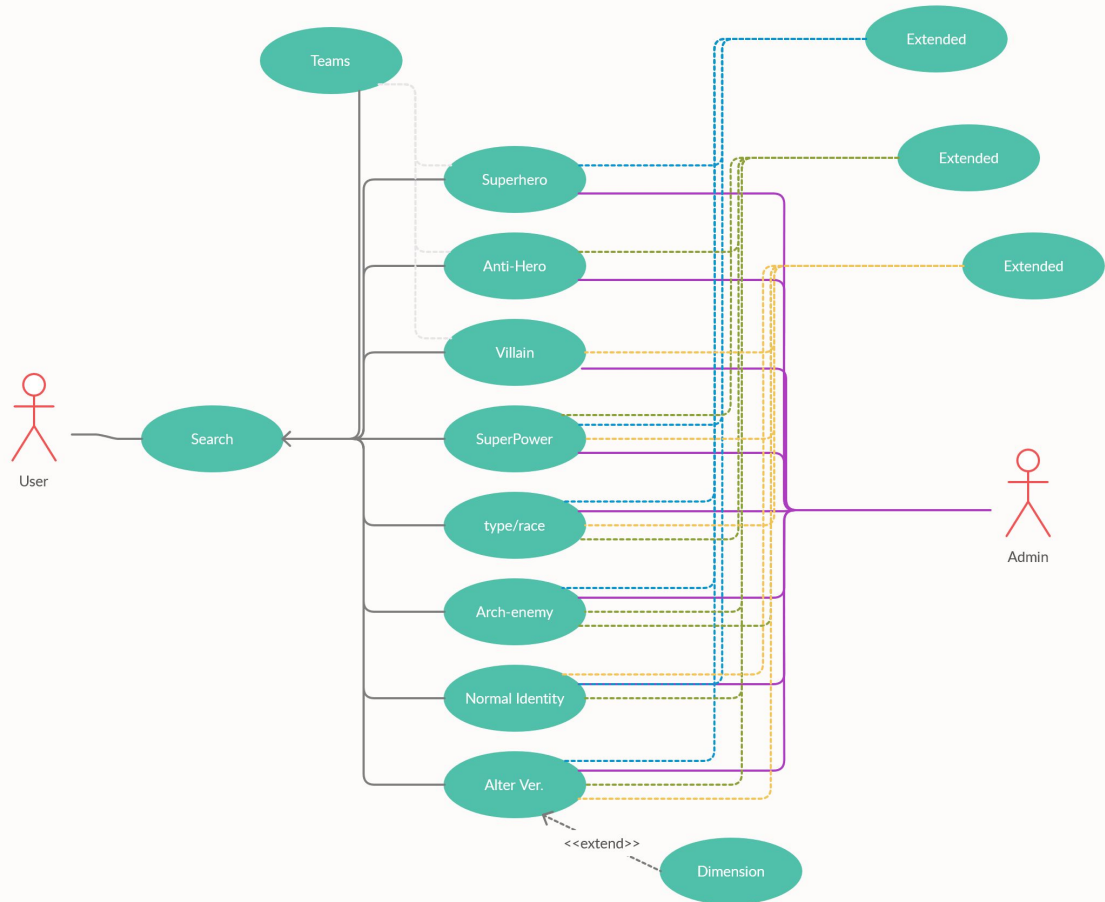 Extended
Teams
Extended
Superhero
Anti-Hero
Extended
Villain
Search
SuperPower
User
type/race
Admin
Arch-enemy
Normal Identity
Alter Ver.
<<extend>>
Dimension